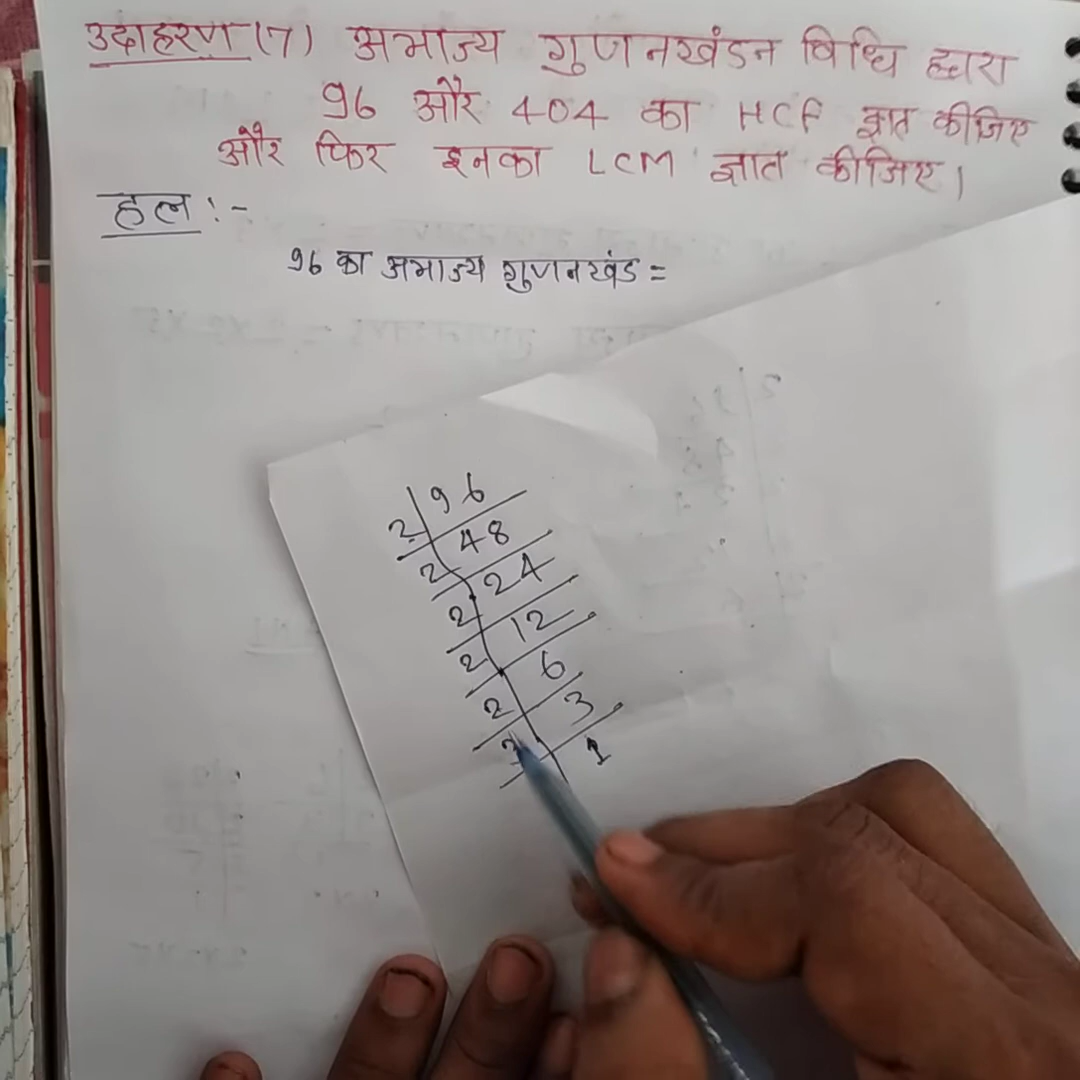 उदाहरण (7) अभाज्य गुणनखंडन विधि द्वारा
96 और 404 का HCF ज्ञात कीजिए
और फिर इनका LCM ज्ञात कीजिए।
हल :-
96 का अभाज्य गुणनखंड =
96
2 48
2 24
2 12
2 6
2 3
3 1